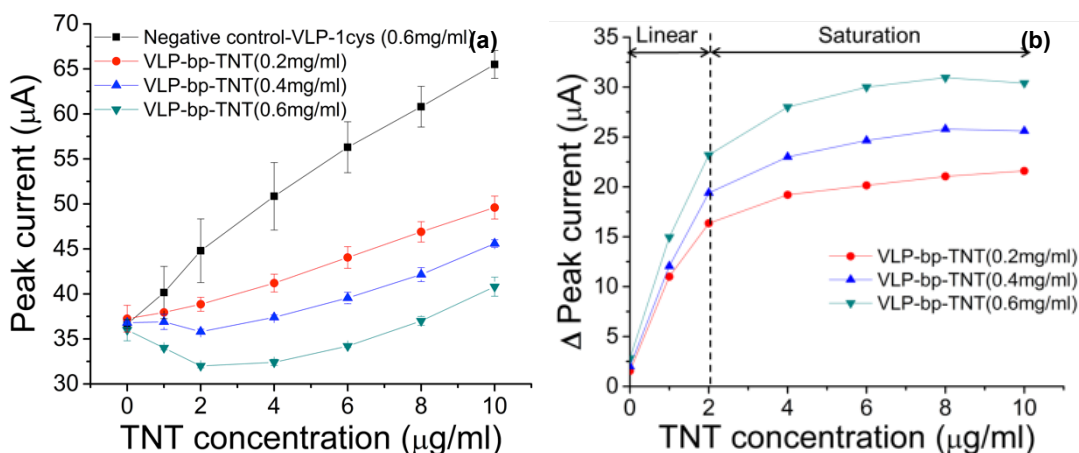 (a)
Negative control-VLP-1cys (0.6mg/ml)
VLP-bp-TNT(0.2mg/ml)
VLP-bp-TNT(0.4mg/ml)
VLP-bp-TNT(0.6mg/ml)
Peak current (μA)
70
65
60
55
50
45
40
35
30
0 2 4 6 8 10
TNT concentration (μg/ml)
(b)
Linear Saturation
Δ Peak current (μA)
35
30
25
20
15
10
5
0
VLP-bp-TNT(0.2mg/ml)
VLP-bp-TNT(0.4mg/ml)
VLP-bp-TNT(0.6mg/ml)
0 2 4 6 8 10
TNT concentration (μg/ml)